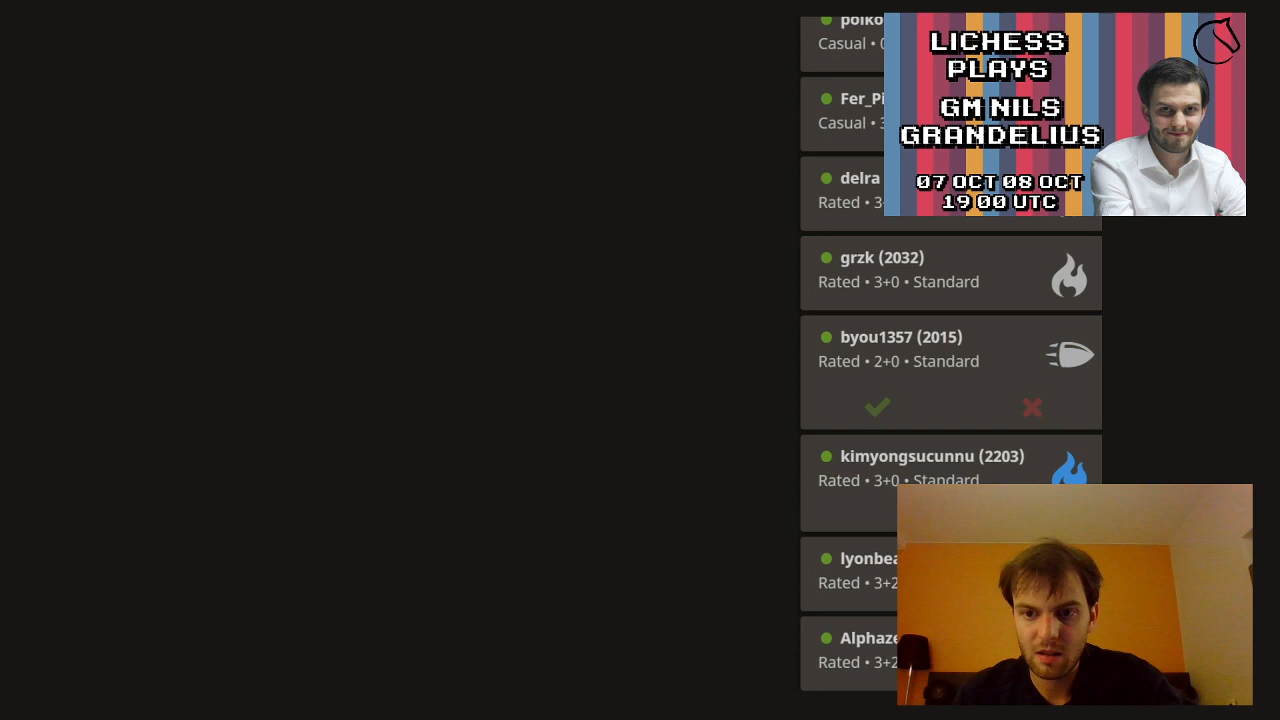 Casual •
Fer_Pi
Casual •
delra
Rated •
grzk (2032)
Rated • 3+0 • Standard
byou1357 (2015)
Rated • 2+0 • Standard
kimyongsucunnu (2203)
Rated • 3+0 • Standard
lyonbea
Rated • 3+2
Alphaze
Rated • 3+2
LICHESS
PLAYS
GM NILS
GRANDELIUS
07 OCT 08 OCT
19 00 UTC